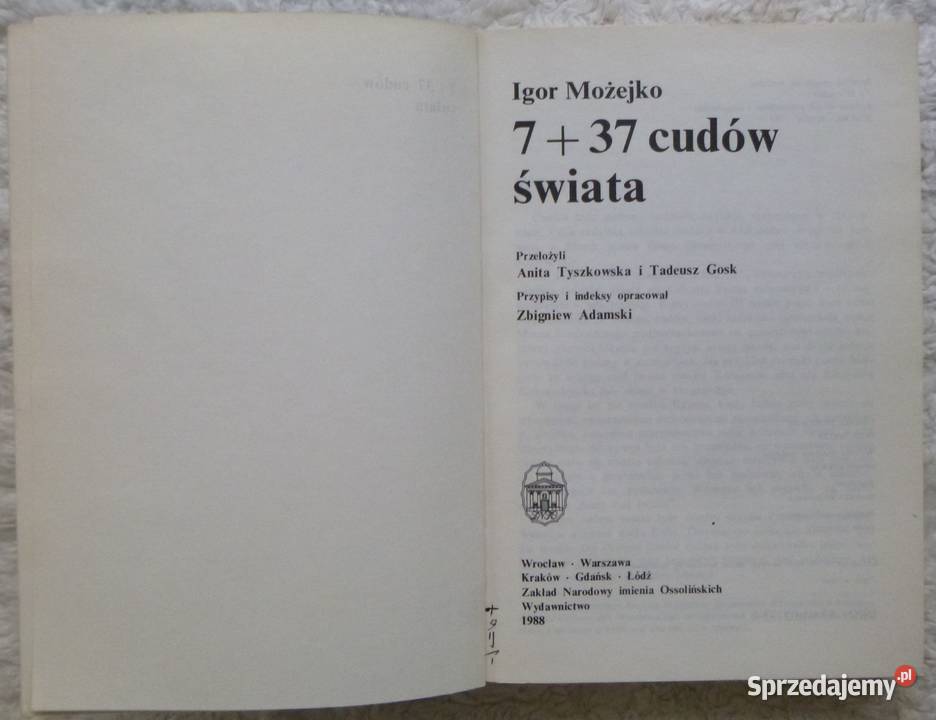 Igor Możejko
7 + 37 cudów
świata
Przełożyli
Anita Tyszkowska i Tadeusz Gosk
Przypisy i indeksy opracował
Zbigniew Adamski
Wrocław · Warszawa
Kraków · Gdańsk · Łódź
Zakład Narodowy imienia Ossolińskich
Wydawnictwo
1988
Sprzedajemy.pl